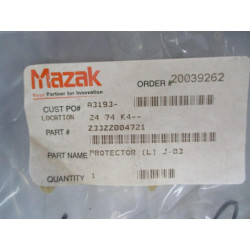 Mazak
Your Partner for Innovation
ORDER# 20039262
CUST PO# A3193-
LOCATION 24 74 K4--
PART # Z33ZZ004721
PART NAME PROTECTOR (L) J-03
QUANTITY 1